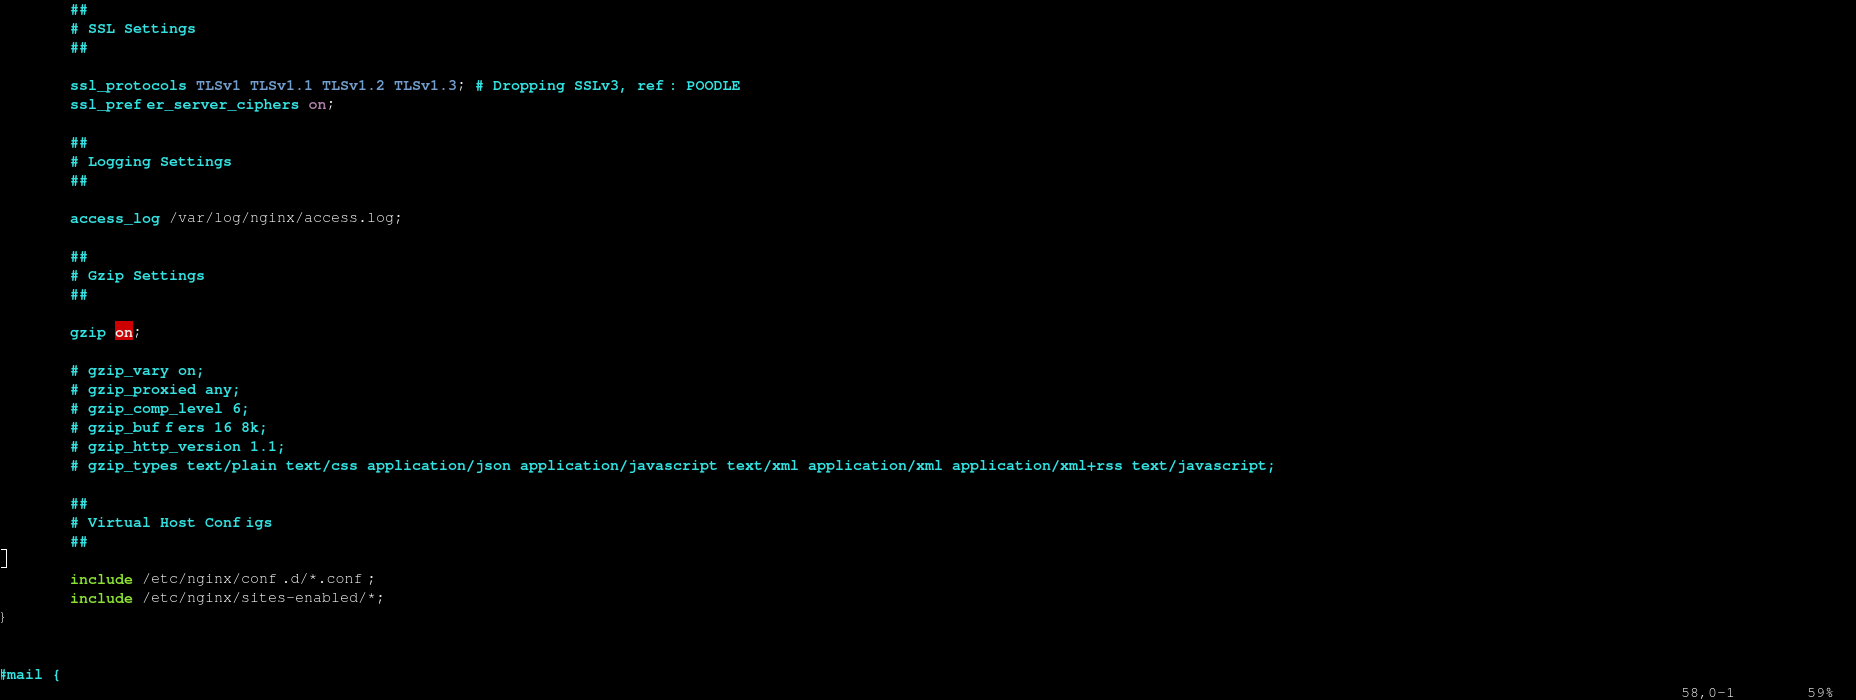 ##
# SSL Settings
##
ssl_protocols TLSv1 TLSv1.1 TLSv1.2 TLSv1.3; # Dropping SSLv3, ref: POODLE
ssl_prefer_server_ciphers on;
##
# Logging Settings
##
access_log /var/log/nginx/access.log;
##
# Gzip Settings
##
gzip on;
# gzip_vary on;
# gzip_proxied any;
# gzip_comp_level 6;
# gzip_buffers 16 8k;
# gzip_http_version 1.1;
# gzip_types text/plain text/css application/json application/javascript text/xml application/xml application/xml+rss text/javascript;
##
# Virtual Host Configs
##
include /etc/nginx/conf.d/*.conf;
include /etc/nginx/sites-enabled/*;
}
#mail {
58,0-1 59%